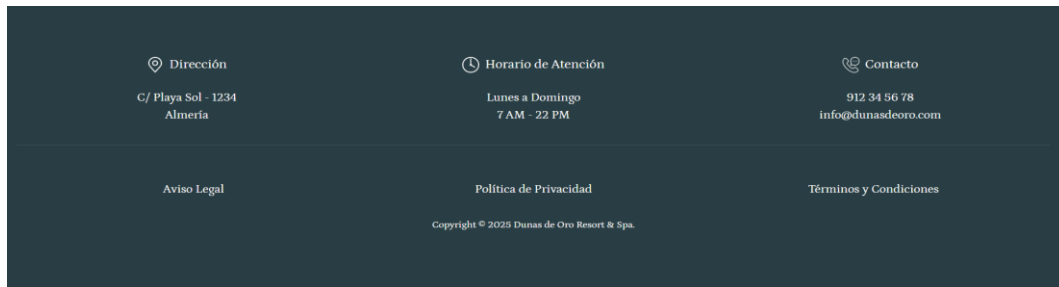 Dirección
C/ Playa Sol - 1234
Almería
Horario de Atención
Lunes a Domingo
7 AM - 22 PM
Contacto
912 34 56 78
info@dunasdeoro.com
Aviso Legal
Política de Privacidad
Términos y Condiciones
Copyright © 2025 Dunas de Oro Resort & Spa.